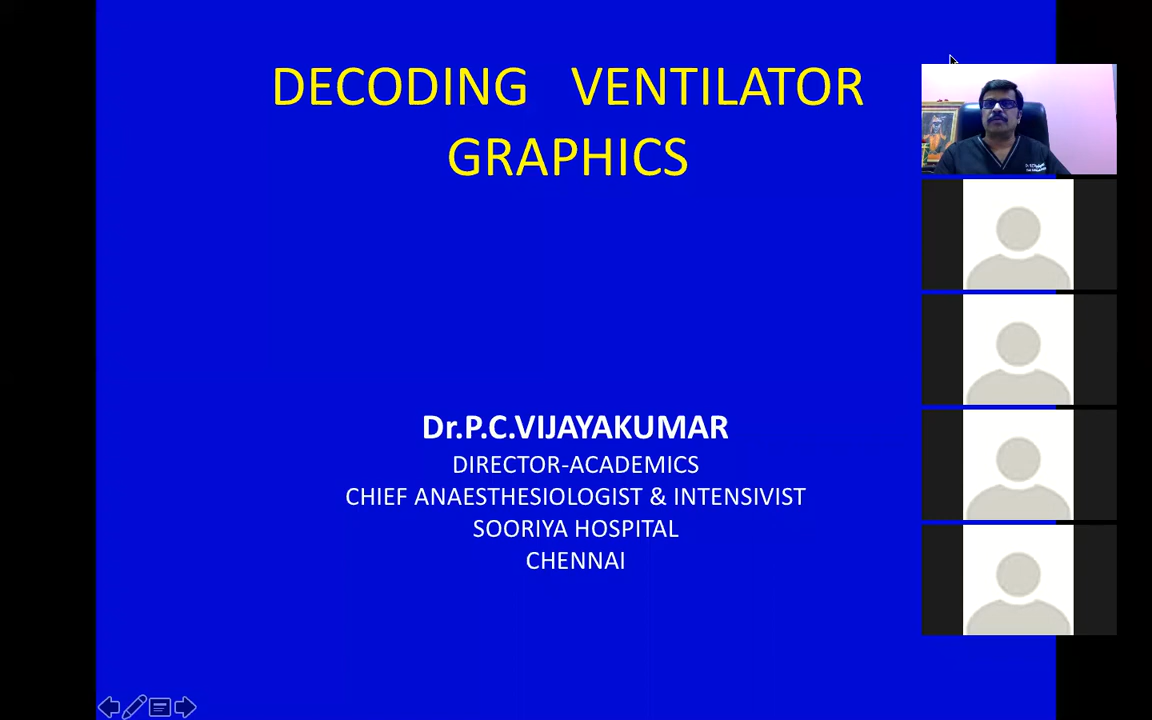 DECODING VENTILATOR
GRAPHICS
Dr.P.C.VIJAYAKUMAR
DIRECTOR-ACADEMICS
CHIEF ANAESTHESIOLOGIST & INTENSIVIST
SOORIYA HOSPITAL
CHENNAI